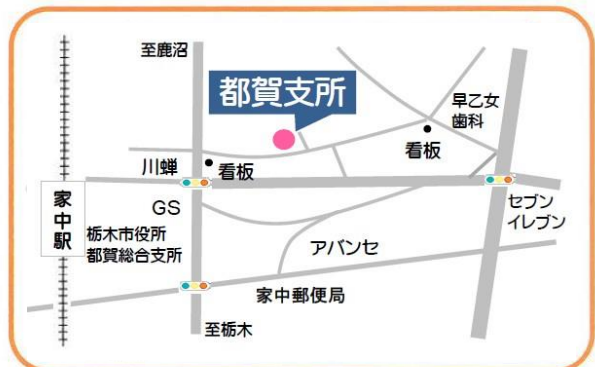 至鹿沼
都賀支所
早乙女
歯科
看板
川蝉
看板
家中駅
GS
セブン
イレブン
栃木市役所
都賀総合支所
アバンセ
家中郵便局
至栃木